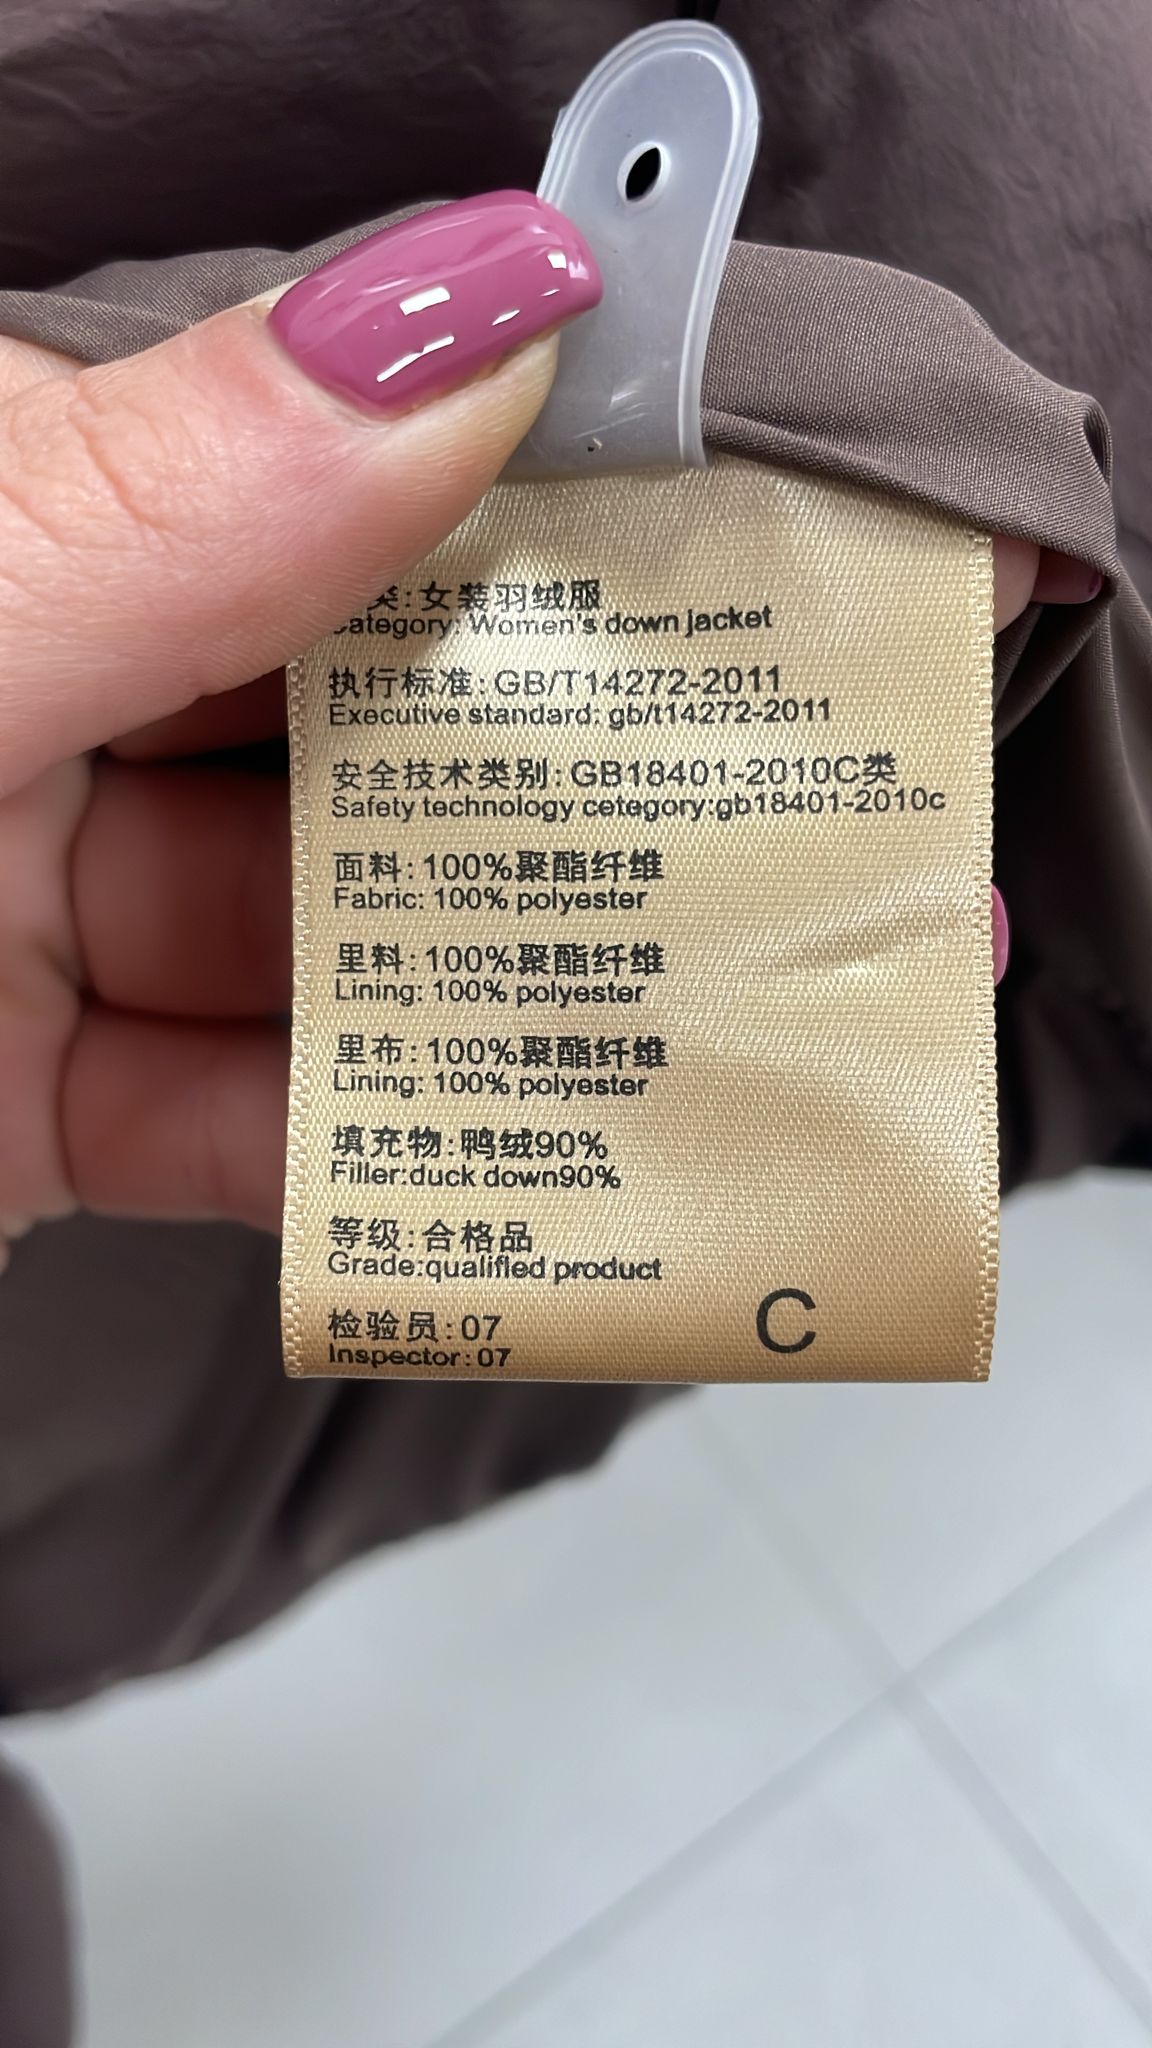 类:女装羽绒服
Category: Women's down jacket
执行标准:GB/T14272-2011
Executive standard: gb/t14272-2011
安全技术类别:GB18401-2010C类
Safety technology cetegory:gb18401-2010c
面料:100%聚酯纤维
Fabric: 100% polyester
里料:100%聚酯纤维
Lining: 100% polyester
里布:100%聚酯纤维
Lining: 100% polyester
填充物:鸭绒90%
Filler:duck down90%
等级:合格品
Grade:qualified product
检验员:07
Inspector:07
C